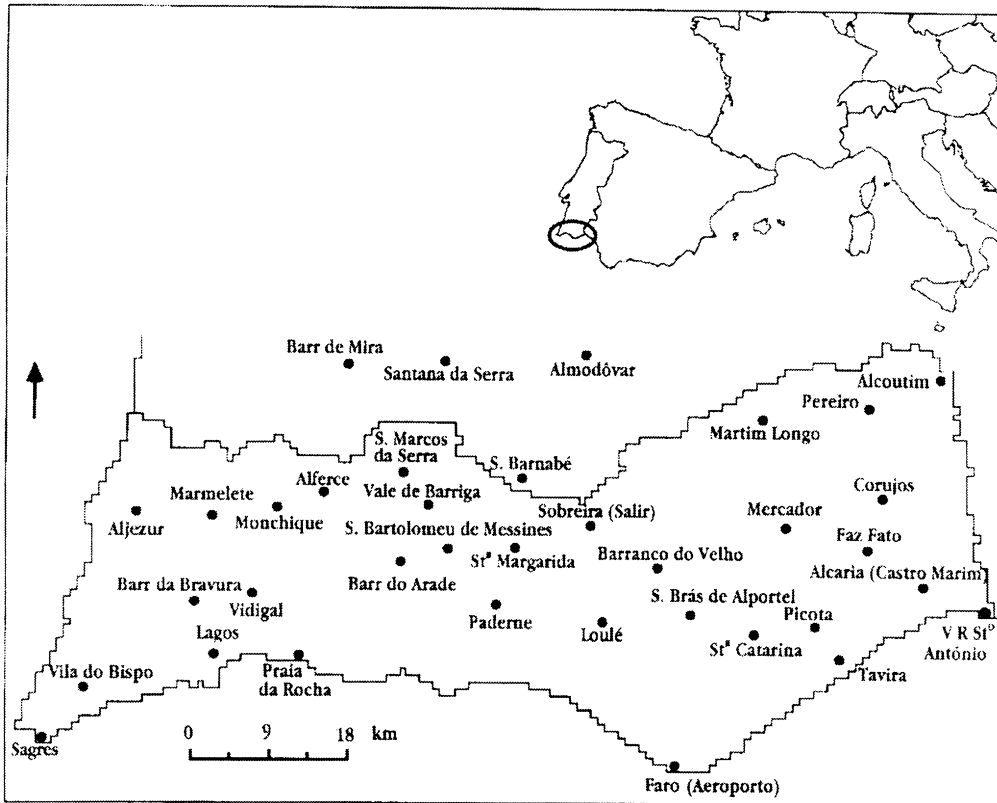 Barr de Mira
Santana da Serra
Almodôvar
Alcoutim
Pereiro
Martim Longo
S. Marcos
da Serra
S. Barnabé
Alferce
Vale de Barriga
Corujos
Marmelete
Monchique
Aljezur
Sobreira (Salir)
Mercador
S. Bartolomeu de Messines
Stª Margarida
Faz Fato
Barranco do Velho
Barr do Arade
Alcaria (Castro Marim)
Barr da Bravura
Vidigal
S. Brás de Alportel
Picota
Paderne
Loulé
Stª Catarina
V R Stº
António
Lagos
Vila do Bispo
Praia
da Rocha
Tavira
Sagres
0 9 18 km
Faro (Aeroporto)